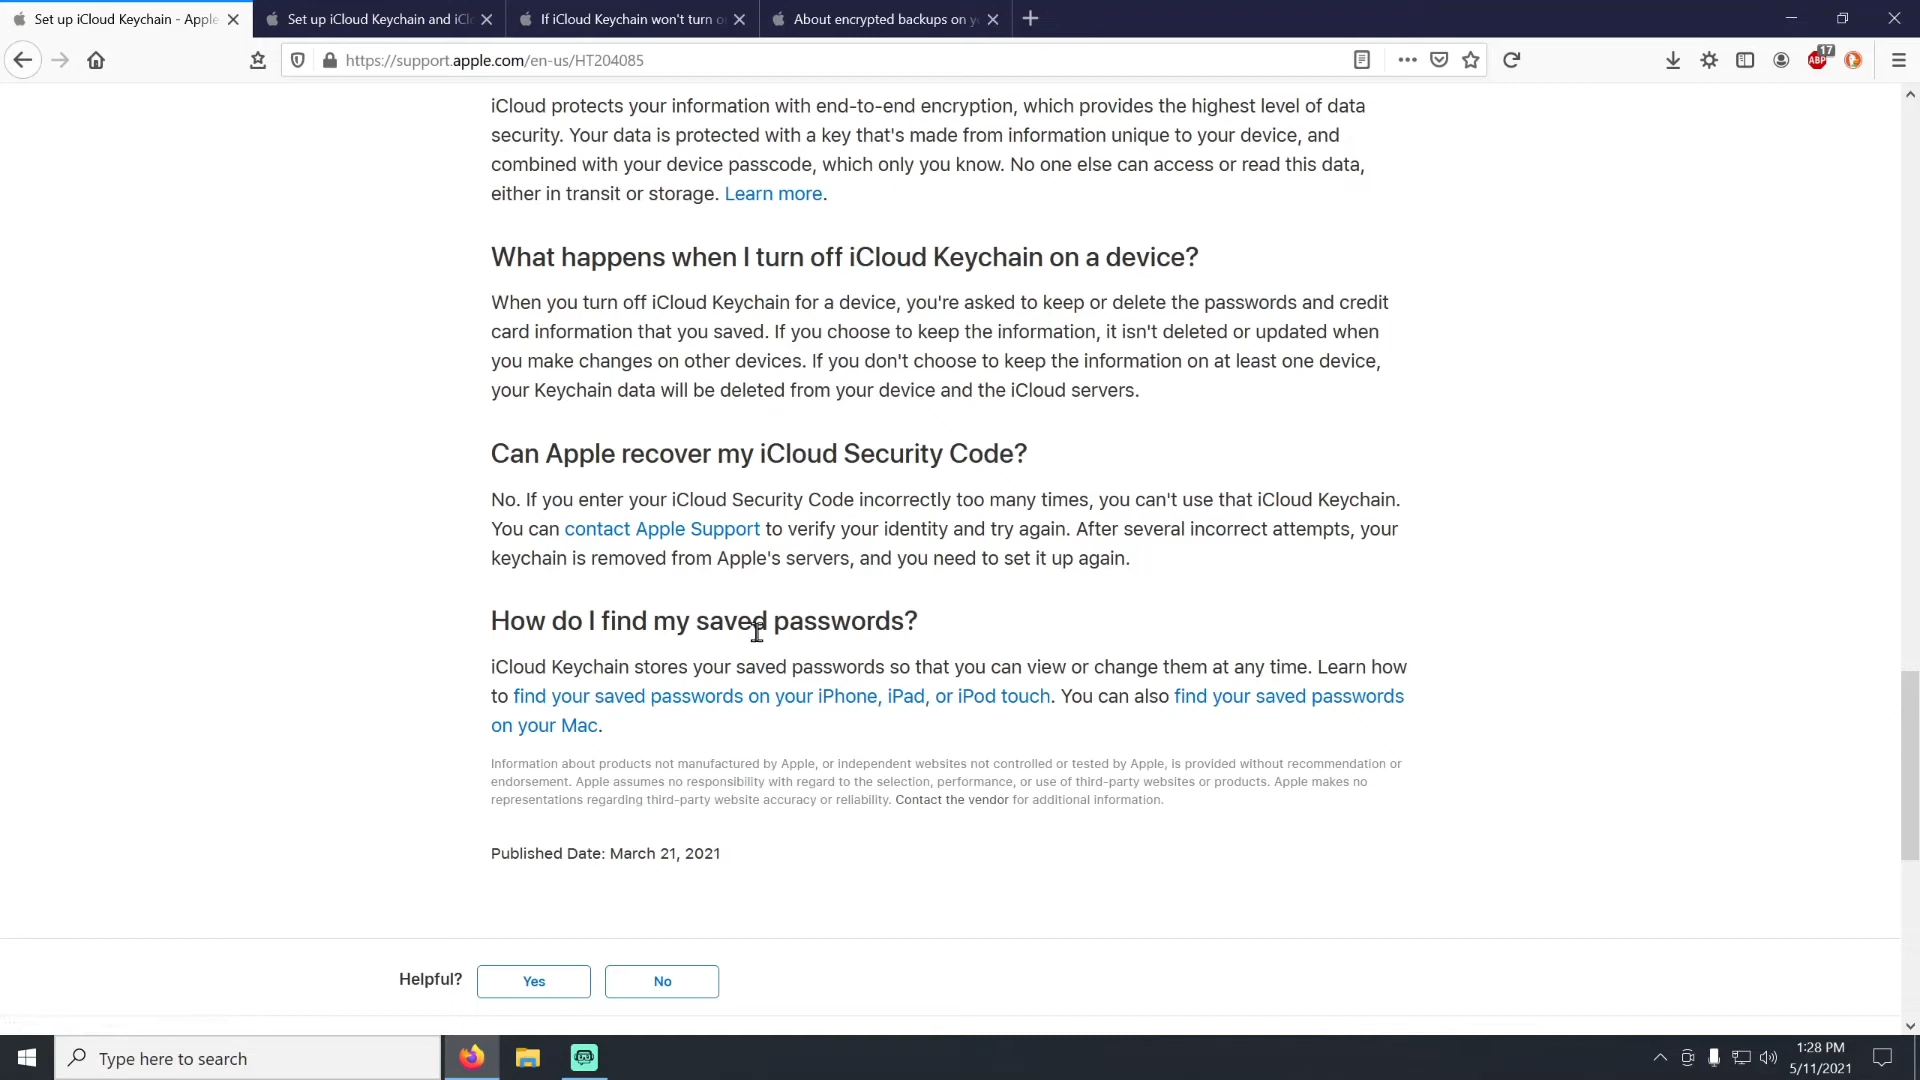 Set up iCloud Keychain - Apple
Set up iCloud Keychain and iCl
If iCloud Keychain won't turn o
About encrypted backups on y
https://support.apple.com/en-us/HT204085
ABP
17
iCloud protects your information with end-to-end encryption, which provides the highest level of data
security. Your data is protected with a key that's made from information unique to your device, and
combined with your device passcode, which only you know. No one else can access or read this data,
either in transit or storage. Learn more.
What happens when I turn off iCloud Keychain on a device?
When you turn off iCloud Keychain for a device, you're asked to keep or delete the passwords and credit
card information that you saved. If you choose to keep the information, it isn't deleted or updated when
you make changes on other devices. If you don't choose to keep the information on at least one device,
your Keychain data will be deleted from your device and the iCloud servers.
Can Apple recover my iCloud Security Code?
No. If you enter your iCloud Security Code incorrectly too many times, you can't use that iCloud Keychain.
You can contact Apple Support to verify your identity and try again. After several incorrect attempts, your
keychain is removed from Apple's servers, and you need to set it up again.
How do I find my saved passwords?
iCloud Keychain stores your saved passwords so that you can view or change them at any time. Learn how
to find your saved passwords on your iPhone, iPad, or iPod touch. You can also find your saved passwords
on your Mac.
Information about products not manufactured by Apple, or independent websites not controlled or tested by Apple, is provided without recommendation or
endorsement. Apple assumes no responsibility with regard to the selection, performance, or use of third-party websites or products. Apple makes no
representations regarding third-party website accuracy or reliability. Contact the vendor for additional information.
Published Date: March 21, 2021
Helpful?
Yes
No
Type here to search
1:28 PM
5/11/2021